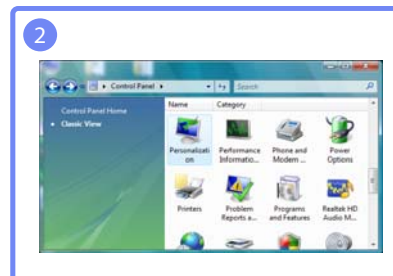 2
Control Panel
Search
Control Panel Home
Classic View
Name Category
Personalizati
on
Performance
Informatio...
Phone and
Modem ...
Power
Options
Printers
Problem
Reports a...
Programs
and Features
Realtek HD
Audio M...